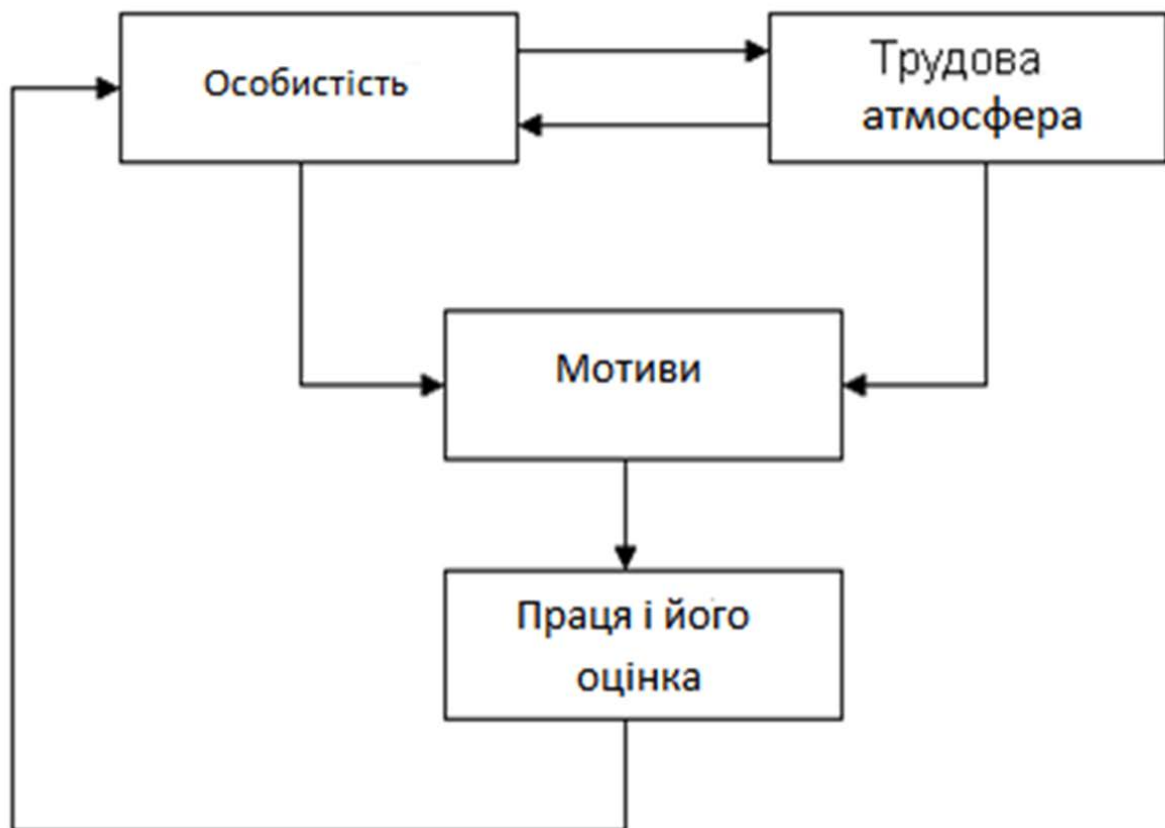 Особистість
Трудова
атмосфера
Мотиви
Праця і його
оцінка